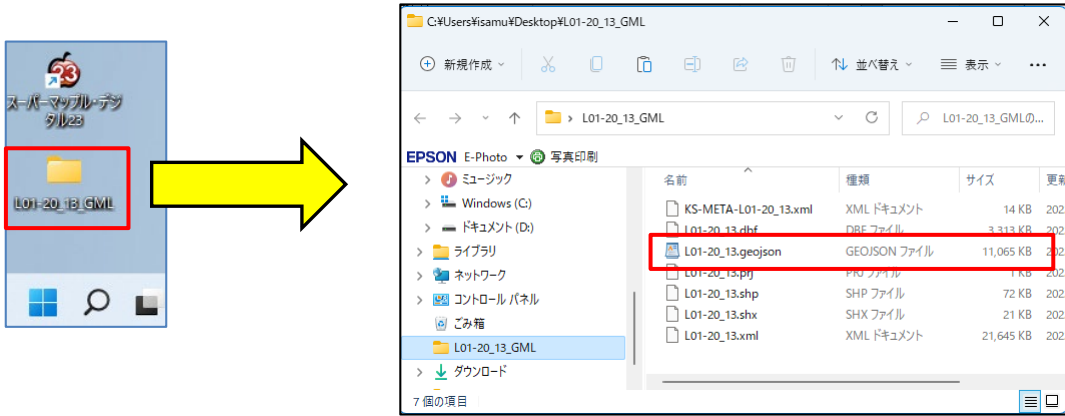 23
スーパーマップル・デジ
タル23
L01-20_13_GML
C:¥Users¥isamu¥Desktop¥L01-20_13_GML
新規作成
並べ替え
表示
L01-20_13_GML
L01-20_13_GMLの...
EPSON E-Photo 写真印刷
ミュージック
Windows (C:)
ドキュメント (D:)
ライブラリ
ネットワーク
コントロール パネル
ごみ箱
L01-20_13_GML
ダウンロード
名前 種類 サイズ 更新
KS-META-L01-20_13.xml XML ドキュメント 14 KB 202
L01-20_13.dbf DBF ファイル 3,313 KB 202
L01-20_13.geojson GEOJSON ファイル 11,065 KB 202
L01-20_13.prj PRJ ファイル 1 KB 202
L01-20_13.shp SHP ファイル 72 KB 202
L01-20_13.shx SHX ファイル 21 KB 202
L01-20_13.xml XML ドキュメント 21,645 KB 202
7 個の項目